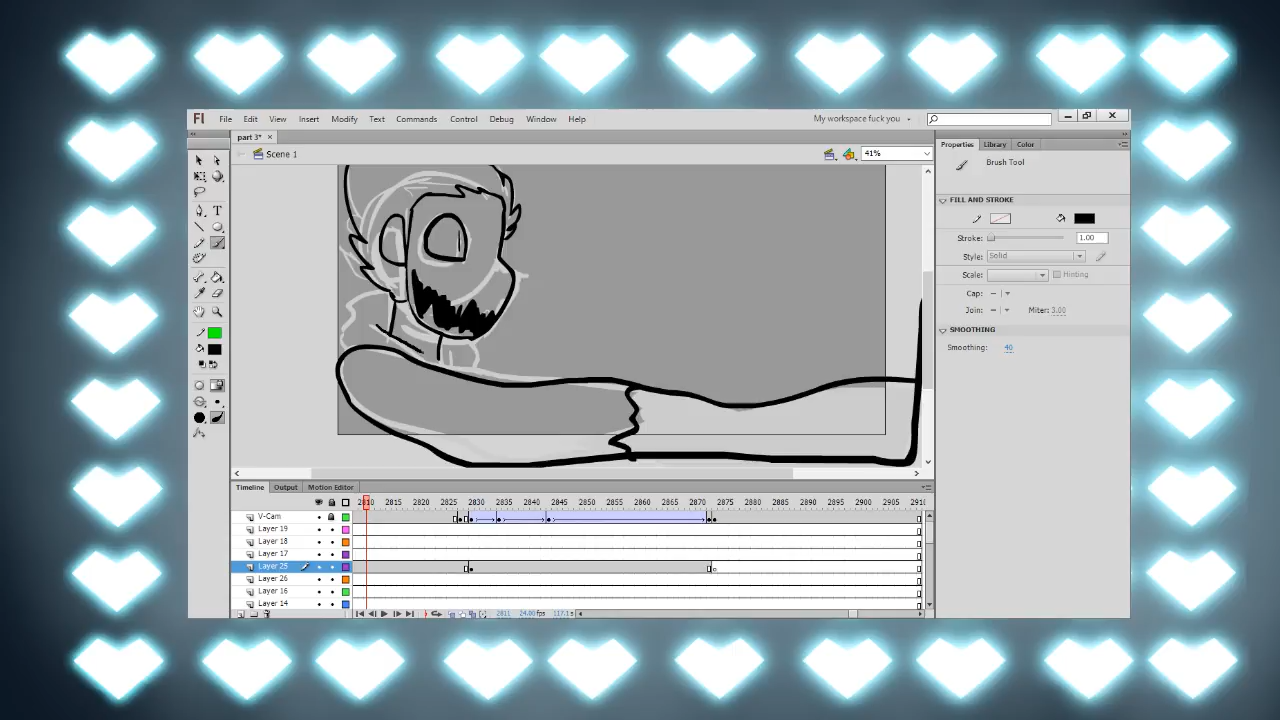 Fl File Edit View Insert Modify Text Commands Control Debug Window Help My workspace fuck you
part 3* ×
Scene 1 41%
Properties Library Color
Brush Tool
FILL AND STROKE
Stroke: 1.00
Style: Solid
Scale: Hinting
Cap:
Join: Miter: 3.00
SMOOTHING
Smoothing: 40
Timeline Output Motion Editor
2810 2815 2820 2825 2830 2835 2840 2845 2850 2855 2860 2865 2870 2875 2880 2885 2890 2895 2900 2905 291
V-Cam
Layer 19
Layer 18
Layer 17
Layer 25
Layer 26
Layer 16
Layer 14
2811 24.00fps 117.1s